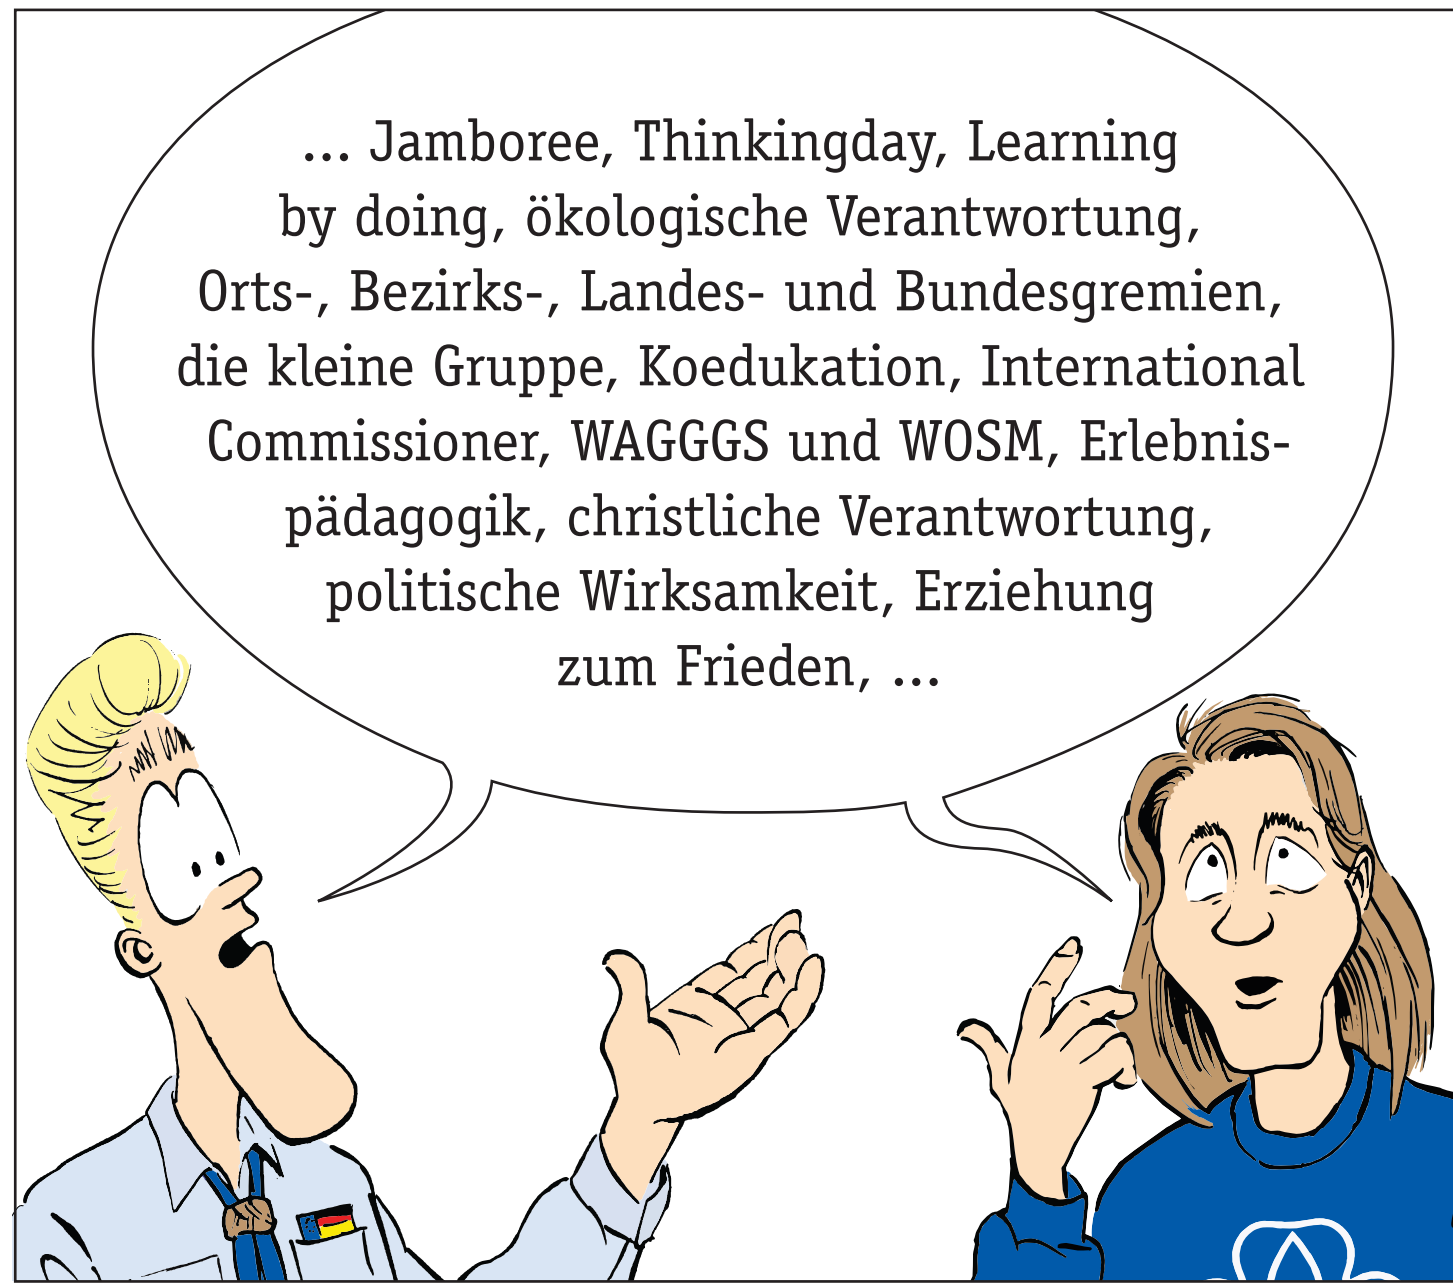 ... Jamboree, Thinkingday, Learning
by doing, ökologische Verantwortung,
Orts-, Bezirks-, Landes- und Bundesgremien,
die kleine Gruppe, Koedukation, International
Commissioner, WAGGGS und WOSM, Erlebnis-
pädagogik, christliche Verantwortung,
politische Wirksamkeit, Erziehung
zum Frieden, ...